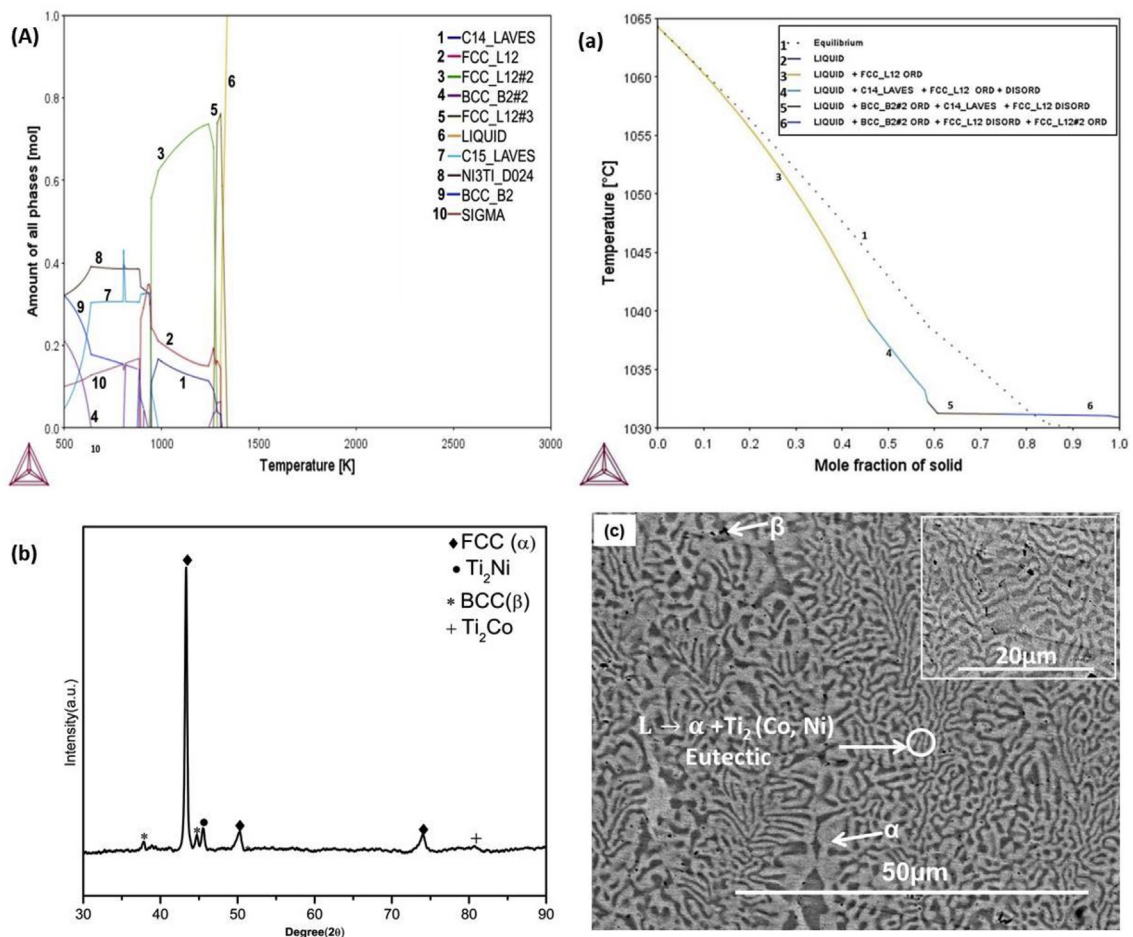 (A)
Amount of all phases [mol]
1.0
0.8
0.6
0.4
0.2
0.0
500
1000
1500
2000
2500
3000
Temperature [K]
1 C14_LAVES
2 FCC_L12
3 FCC_L12#2
4 BCC_B2#2
5 FCC_L12#3
6 LIQUID
7 C15_LAVES
8 NI3TI_D024
9 BCC_B2
10 SIGMA
5
6
3
8
7
9
2
10
1
4
10
(a)
Temperature [°C]
1065
1060
1055
1050
1045
1040
1035
1030
0.0 0.1 0.2 0.3 0.4 0.5 0.6 0.7 0.8 0.9 1.0
Mole fraction of solid
1 Equilibrium
2 LIQUID
3 LIQUID + FCC_L12 ORD
4 LIQUID + C14_LAVES + FCC_L12 ORD + DISORD
5 LIQUID + BCC_B2#2 ORD + C14_LAVES + FCC_L12 DISORD
6 LIQUID + BCC_B2#2 ORD + FCC_L12 DISORD + FCC_L12#2 ORD
3
1
4
5
6
(b)
Intensity(a.u.)
♦ FCC (α)
● Ti₂Ni
* BCC(β)
+ Ti₂Co
* * +
30 40 50 60 70 80 90
Degree(2θ)
(c)
β
20μm
L → α +Ti₂ (Co, Ni)
Eutectic
α
50μm